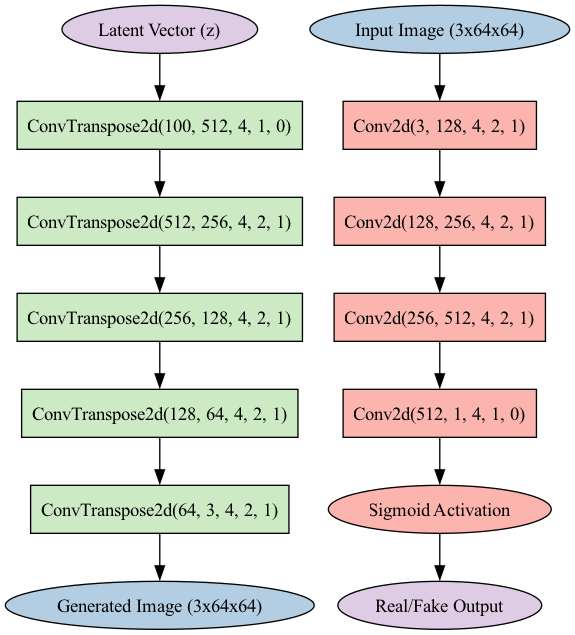 Latent Vector (z)
ConvTranspose2d(100, 512, 4, 1, 0)
ConvTranspose2d(512, 256, 4, 2, 1)
ConvTranspose2d(256, 128, 4, 2, 1)
ConvTranspose2d(128, 64, 4, 2, 1)
ConvTranspose2d(64, 3, 4, 2, 1)
Generated Image (3x64x64)
Input Image (3x64x64)
Conv2d(3, 128, 4, 2, 1)
Conv2d(128, 256, 4, 2, 1)
Conv2d(256, 512, 4, 2, 1)
Conv2d(512, 1, 4, 1, 0)
Sigmoid Activation
Real/Fake Output